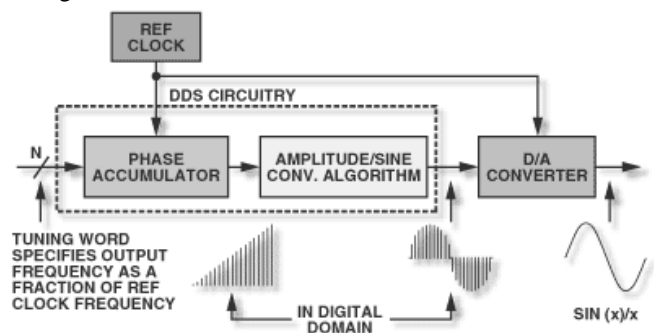 REF
CLOCK
DDS CIRCUITRY
N
PHASE
ACCUMULATOR
AMPLITUDE/SINE
CONV. ALGORITHM
D/A
CONVERTER
TUNING WORD
SPECIFIES OUTPUT
FREQUENCY AS A
FRACTION OF REF
CLOCK FREQUENCY
IN DIGITAL
DOMAIN
SIN (x)/x